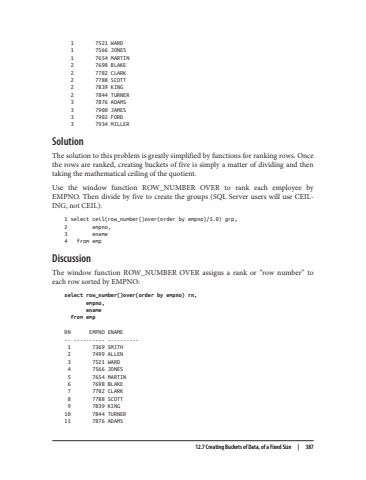 1 7521 WARD
1 7566 JONES
1 7654 MARTIN
2 7698 BLAKE
2 7782 CLARK
2 7788 SCOTT
2 7839 KING
2 7844 TURNER
3 7876 ADAMS
3 7900 JAMES
3 7902 FORD
3 7934 MILLER
Solution
The solution to this problem is greatly simplified by functions for ranking rows. Once
the rows are ranked, creating buckets of five is simply a matter of dividing and then
taking the mathematical ceiling of the quotient.
Use the window function ROW_NUMBER OVER to rank each employee by
EMPNO. Then divide by five to create the groups (SQL Server users will use CEIL-
ING, not CEIL):
1 select ceil(row_number()over(order by empno)/5.0) grp,
2 empno,
3 ename
4 from emp
Discussion
The window function ROW_NUMBER OVER assigns a rank or “row number” to
each row sorted by EMPNO:
select row_number()over(order by empno) rn,
empno,
ename
from emp
RN EMPNO ENAME
-- ---------- ----------
1 7369 SMITH
2 7499 ALLEN
3 7521 WARD
4 7566 JONES
5 7654 MARTIN
6 7698 BLAKE
7 7782 CLARK
8 7788 SCOTT
9 7839 KING
10 7844 TURNER
11 7876 ADAMS
12.7 Creating Buckets of Data, of a Fixed Size | 387